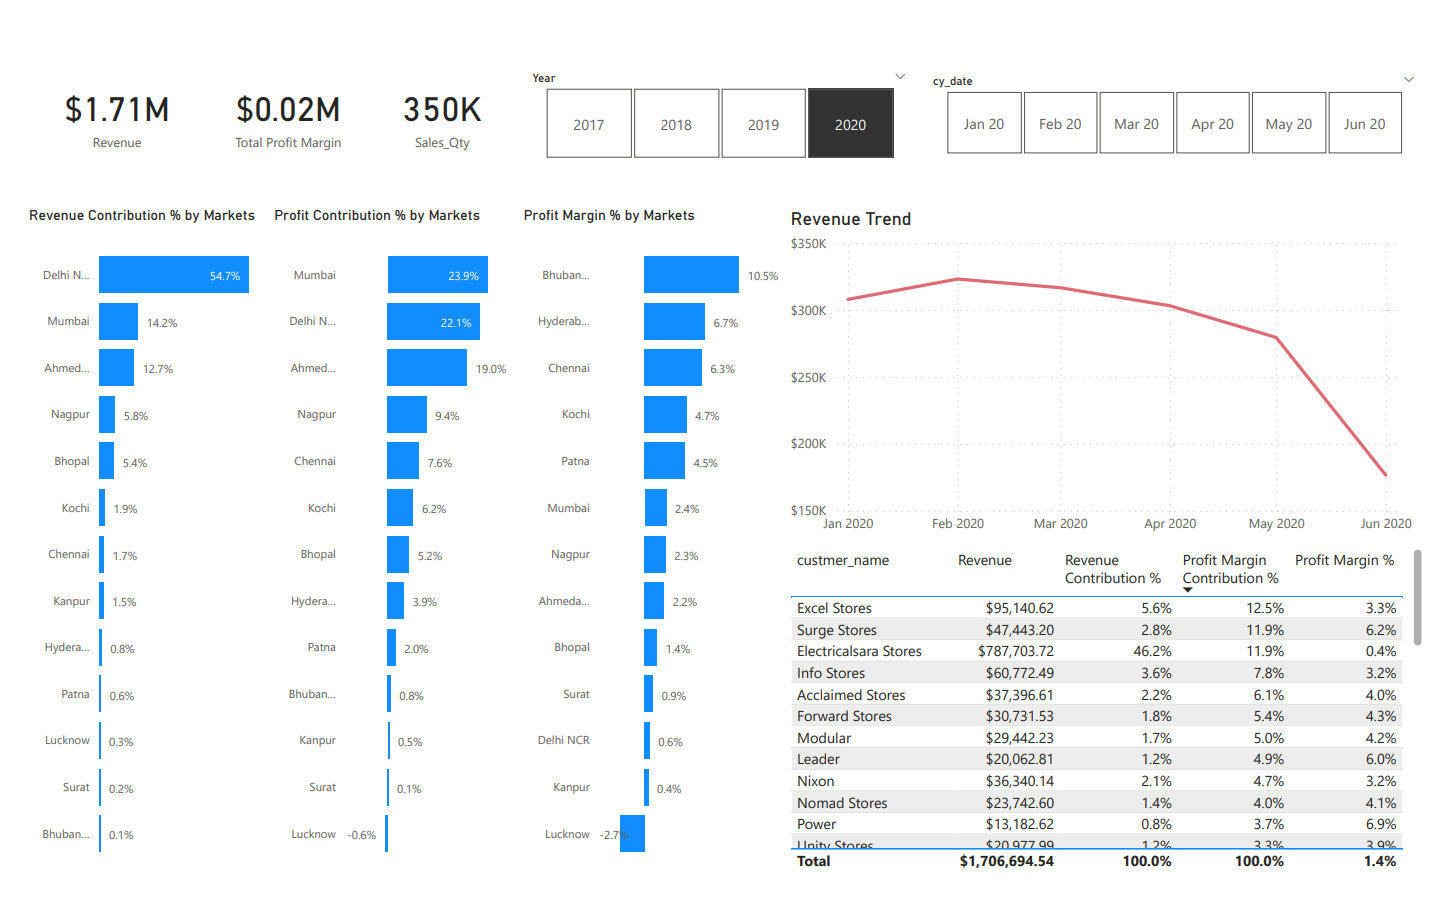 $1.71M
Revenue
$0.02M
Total Profit Margin
350K
Sales_Qty
Year
2017
2018
2019
2020
cy_date
Jan 20
Feb 20
Mar 20
Apr 20
May 20
Jun 20
Revenue Contribution % by Markets
Delhi N... 54.7%
Mumbai 14.2%
Ahmed... 12.7%
Nagpur 5.8%
Bhopal 5.4%
Kochi 1.9%
Chennai 1.7%
Kanpur 1.5%
Hydera... 0.8%
Patna 0.6%
Lucknow 0.3%
Surat 0.2%
Bhuban... 0.1%
Profit Contribution % by Markets
Mumbai 23.9%
Delhi N... 22.1%
Ahmed... 19.0%
Nagpur 9.4%
Chennai 7.6%
Kochi 6.2%
Bhopal 5.2%
Hydera... 3.9%
Patna 2.0%
Bhuban... 0.8%
Kanpur 0.5%
Surat 0.1%
Lucknow -0.6%
Profit Margin % by Markets
Bhuban... 10.5%
Hyderab... 6.7%
Chennai 6.3%
Kochi 4.7%
Patna 4.5%
Mumbai 2.4%
Nagpur 2.3%
Ahmeda... 2.2%
Bhopal 1.4%
Surat 0.9%
Delhi NCR 0.6%
Kanpur 0.4%
Lucknow -2.7%
Revenue Trend
$350K
$300K
$250K
$200K
$150K
Jan 2020 Feb 2020 Mar 2020 Apr 2020 May 2020 Jun 2020
custmer_name Revenue Revenue Contribution % Profit Margin Contribution % Profit Margin %
Excel Stores $95,140.62 5.6% 12.5% 3.3%
Surge Stores $47,443.20 2.8% 11.9% 6.2%
Electricalsara Stores $787,703.72 46.2% 11.9% 0.4%
Info Stores $60,772.49 3.6% 7.8% 3.2%
Acclaimed Stores $37,396.61 2.2% 6.1% 4.0%
Forward Stores $30,731.53 1.8% 5.4% 4.3%
Modular $29,442.23 1.7% 5.0% 4.2%
Leader $20,062.81 1.2% 4.9% 6.0%
Nixon $36,340.14 2.1% 4.7% 3.2%
Nomad Stores $23,742.60 1.4% 4.0% 4.1%
Power $13,182.62 0.8% 3.7% 6.9%
Unity Stores $20,977.99 1.2% 3.3% 3.9%
Total $1,706,694.54 100.0% 100.0% 1.4%